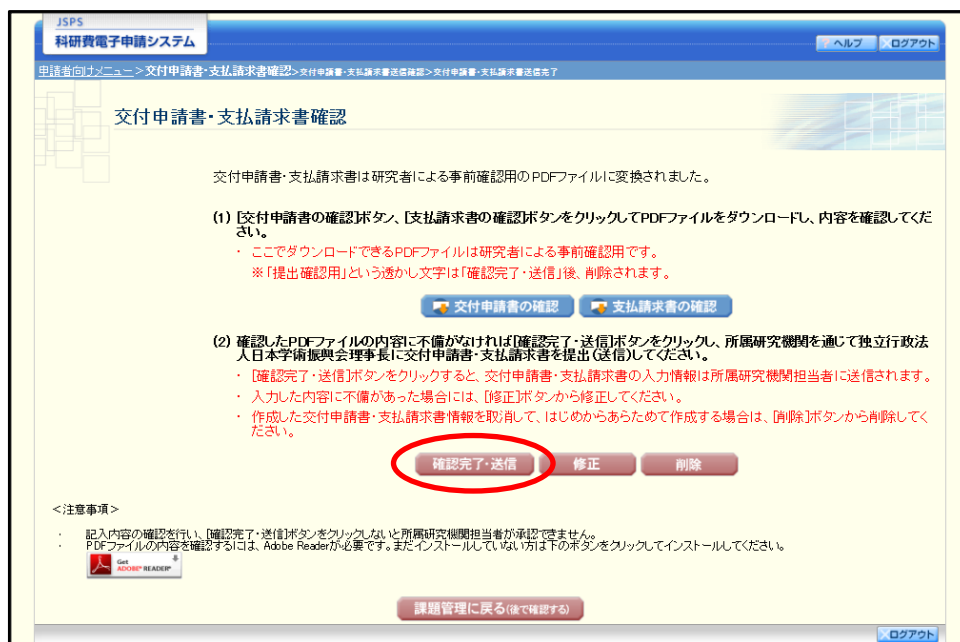 JSPS
科研費電子申請システム
? ヘルプ
ログアウト
申請者向けメニュー>交付申請書・支払請求書確認>交付申請書・支払請求書送信確認>交付申請書・支払請求書送信完了
交付申請書・支払請求書確認
交付申請書・支払請求書は研究者による事前確認用のPDFファイルに変換されました。
(1) [交付申請書の確認]ボタン、[支払請求書の確認]ボタンをクリックしてPDFファイルをダウンロードし、内容を確認してくだ
さい。
・ ここでダウンロードできるPDFファイルは研究者による事前確認用です。
※「提出確認用」という透かし文字は「確認完了・送信」後、削除されます。
交付申請書の確認
支払請求書の確認
(2) 確認したPDFファイルの内容に不備がなければ[確認完了・送信]ボタンをクリックし、所属研究機関を通じて独立行政法
人日本学術振興会理事長に交付申請書・支払請求書を提出(送信)してください。
・ [確認完了・送信]ボタンをクリックすると、交付申請書・支払請求書の入力情報は所属研究機関担当者に送信されます。
・ 入力した内容に不備があった場合には、[修正]ボタンから修正してください。
・ 作成した交付申請書・支払請求書情報を取消して、はじめからあらためて作成する場合は、[削除]ボタンから削除してく
ださい。
確認完了・送信
修正
削除
<注意事項>
・ 記入内容の確認を行い、[確認完了・送信]ボタンをクリックしないと所属研究機関担当者が承認できません。
・ PDFファイルの内容を確認するには、Adobe Readerが必要です。まだインストールしていない方は下のボタンをクリックしてインストールしてください。
Get
ADOBE® READER®
課題管理に戻る(後で確認する)
ログアウト